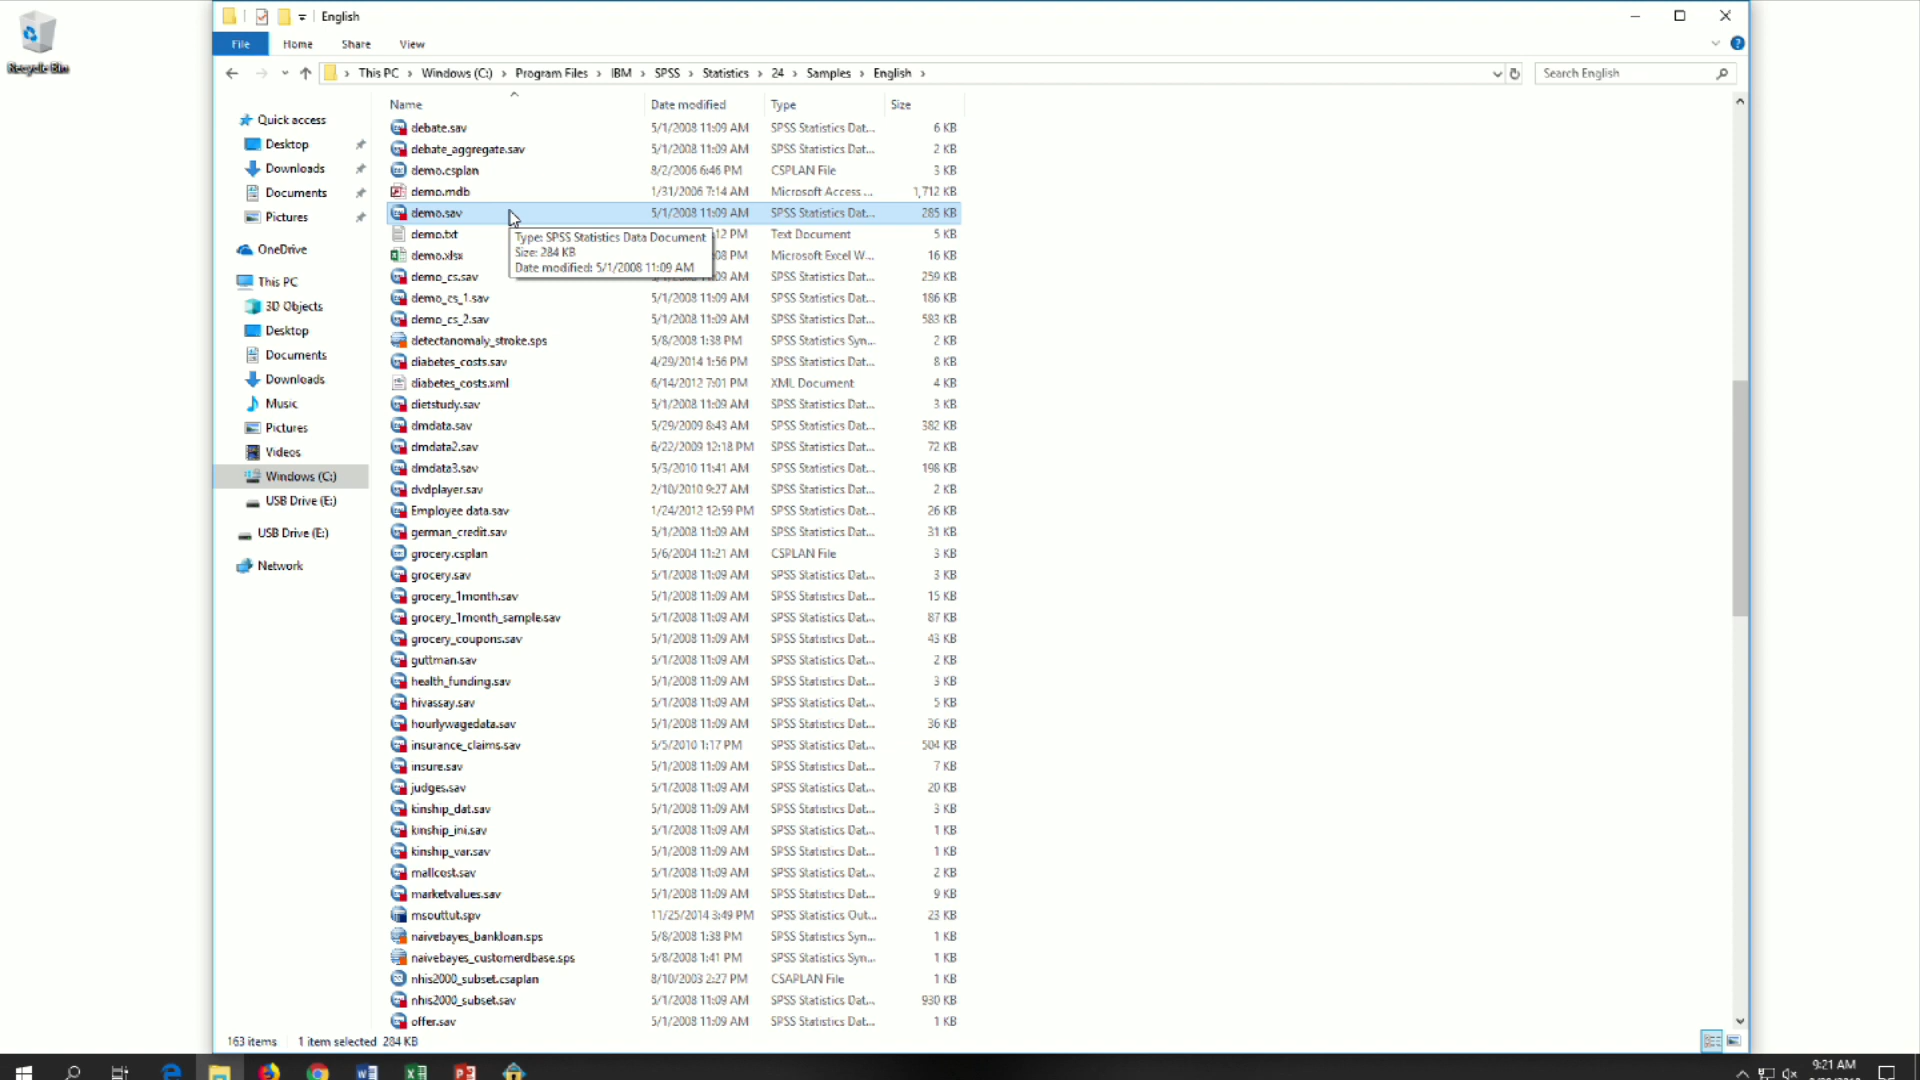 Recycle Bin
English
File Home Share View
This PC Windows (C:) Program Files IBM SPSS Statistics 24 Samples English
Search English
Quick access
Desktop
Downloads
Documents
Pictures
OneDrive
This PC
3D Objects
Desktop
Documents
Downloads
Music
Pictures
Videos
Windows (C:)
USB Drive (E:)
USB Drive (E:)
Network
Name Date modified Type Size
debate.sav 5/1/2008 11:09 AM SPSS Statistics Dat... 6 KB
debate_aggregate.sav 5/1/2008 11:09 AM SPSS Statistics Dat... 2 KB
demo.csplan 8/2/2006 6:46 PM CSPLAN File 3 KB
demo.mdb 1/31/2006 7:14 AM Microsoft Access ... 1,712 KB
demo.sav 5/1/2008 11:09 AM SPSS Statistics Dat... 285 KB
demo.txt 12 PM Text Document 5 KB
demo.xlsx :08 PM Microsoft Excel W... 16 KB
Type: SPSS Statistics Data Document
Size: 284 KB
Date modified: 5/1/2008 11:09 AM
demo_cs.sav 5/1/2008 11:09 AM SPSS Statistics Dat... 259 KB
demo_cs_1.sav 5/1/2008 11:09 AM SPSS Statistics Dat... 186 KB
demo_cs_2.sav 5/1/2008 11:09 AM SPSS Statistics Dat... 583 KB
detectanomaly_stroke.sps 5/8/2008 1:38 PM SPSS Statistics Syn... 2 KB
diabetes_costs.sav 4/29/2014 1:56 PM SPSS Statistics Dat... 8 KB
diabetes_costs.xml 6/14/2012 7:01 PM XML Document 4 KB
dietstudy.sav 5/1/2008 11:09 AM SPSS Statistics Dat... 3 KB
dmdata.sav 5/29/2009 8:43 AM SPSS Statistics Dat... 382 KB
dmdata2.sav 6/22/2009 12:18 PM SPSS Statistics Dat... 72 KB
dmdata3.sav 5/3/2010 11:41 AM SPSS Statistics Dat... 198 KB
dvdplayer.sav 2/10/2010 9:27 AM SPSS Statistics Dat... 2 KB
Employee data.sav 1/24/2012 12:59 PM SPSS Statistics Dat... 26 KB
german_credit.sav 5/1/2008 11:09 AM SPSS Statistics Dat... 31 KB
grocery.csplan 5/6/2004 11:21 AM CSPLAN File 3 KB
grocery.sav 5/1/2008 11:09 AM SPSS Statistics Dat... 3 KB
grocery_1month.sav 5/1/2008 11:09 AM SPSS Statistics Dat... 15 KB
grocery_1month_sample.sav 5/1/2008 11:09 AM SPSS Statistics Dat... 87 KB
grocery_coupons.sav 5/1/2008 11:09 AM SPSS Statistics Dat... 43 KB
guttman.sav 5/1/2008 11:09 AM SPSS Statistics Dat... 2 KB
health_funding.sav 5/1/2008 11:09 AM SPSS Statistics Dat... 3 KB
hivassay.sav 5/1/2008 11:09 AM SPSS Statistics Dat... 5 KB
hourlywagedata.sav 5/1/2008 11:09 AM SPSS Statistics Dat... 36 KB
insurance_claims.sav 5/5/2010 1:17 PM SPSS Statistics Dat... 504 KB
insure.sav 5/1/2008 11:09 AM SPSS Statistics Dat... 7 KB
judges.sav 5/1/2008 11:09 AM SPSS Statistics Dat... 20 KB
kinship_dat.sav 5/1/2008 11:09 AM SPSS Statistics Dat... 3 KB
kinship_ini.sav 5/1/2008 11:09 AM SPSS Statistics Dat... 1 KB
kinship_var.sav 5/1/2008 11:09 AM SPSS Statistics Dat... 1 KB
mallcost.sav 5/1/2008 11:09 AM SPSS Statistics Dat... 2 KB
marketvalues.sav 5/1/2008 11:09 AM SPSS Statistics Dat... 9 KB
msouttut.spv 11/25/2014 3:49 PM SPSS Statistics Out... 23 KB
naivebayes_bankloan.sps 5/8/2008 1:38 PM SPSS Statistics Syn... 1 KB
naivebayes_customerdbase.sps 5/8/2008 1:41 PM SPSS Statistics Syn... 1 KB
nhis2000_subset.csaplan 8/10/2003 2:27 PM CSAPLAN File 1 KB
nhis2000_subset.sav 5/1/2008 11:09 AM SPSS Statistics Dat... 930 KB
offer.sav 5/1/2008 11:09 AM SPSS Statistics Dat... 1 KB
163 items 1 item selected 284 KB
9:21 AM